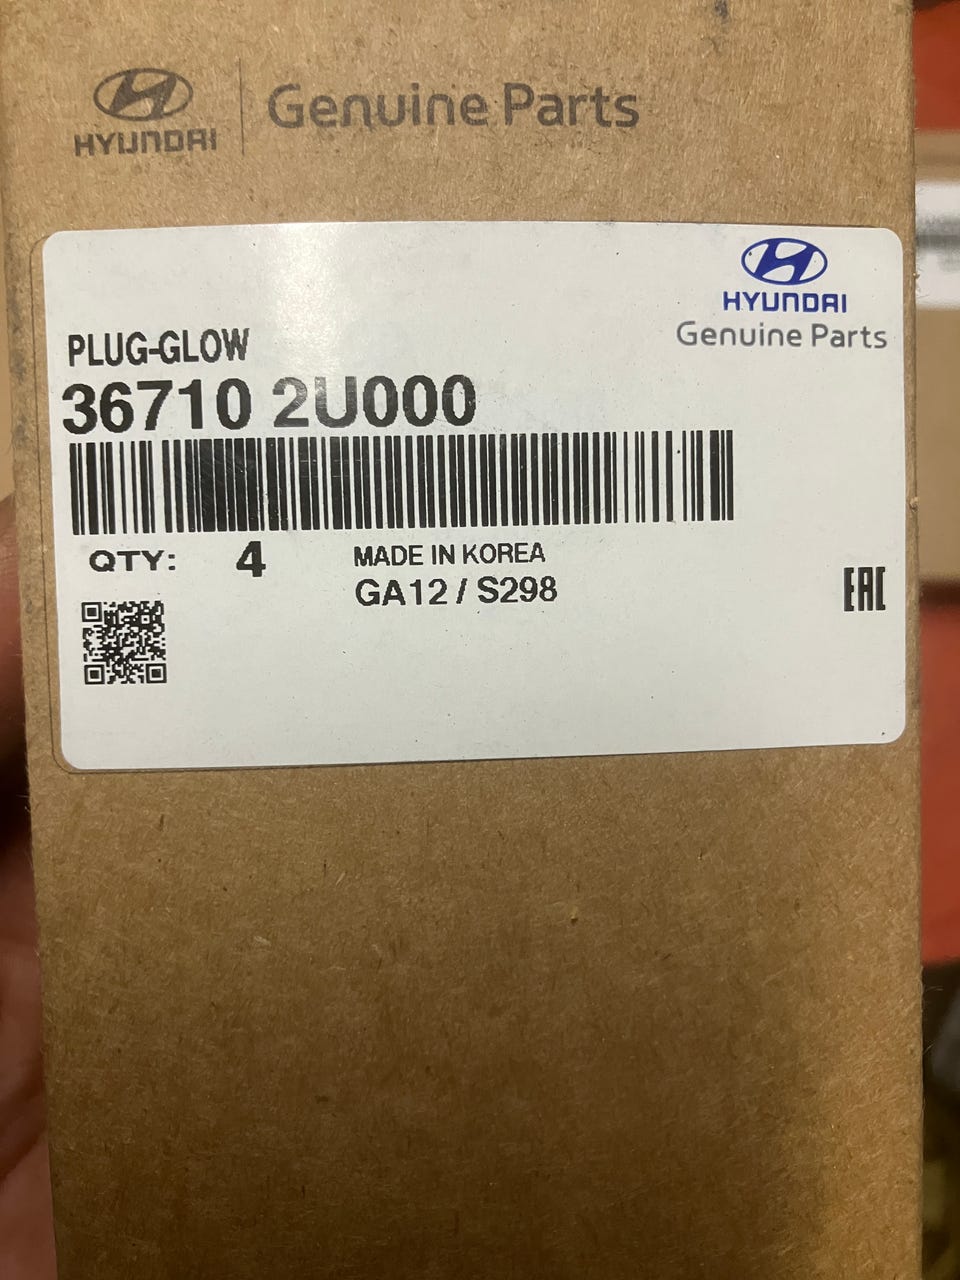 HYUNDAI Genuine Parts
HYUNDAI
Genuine Parts
PLUG-GLOW
36710 2U000
QTY: 4 MADE IN KOREA
GA12 / S298
EAC